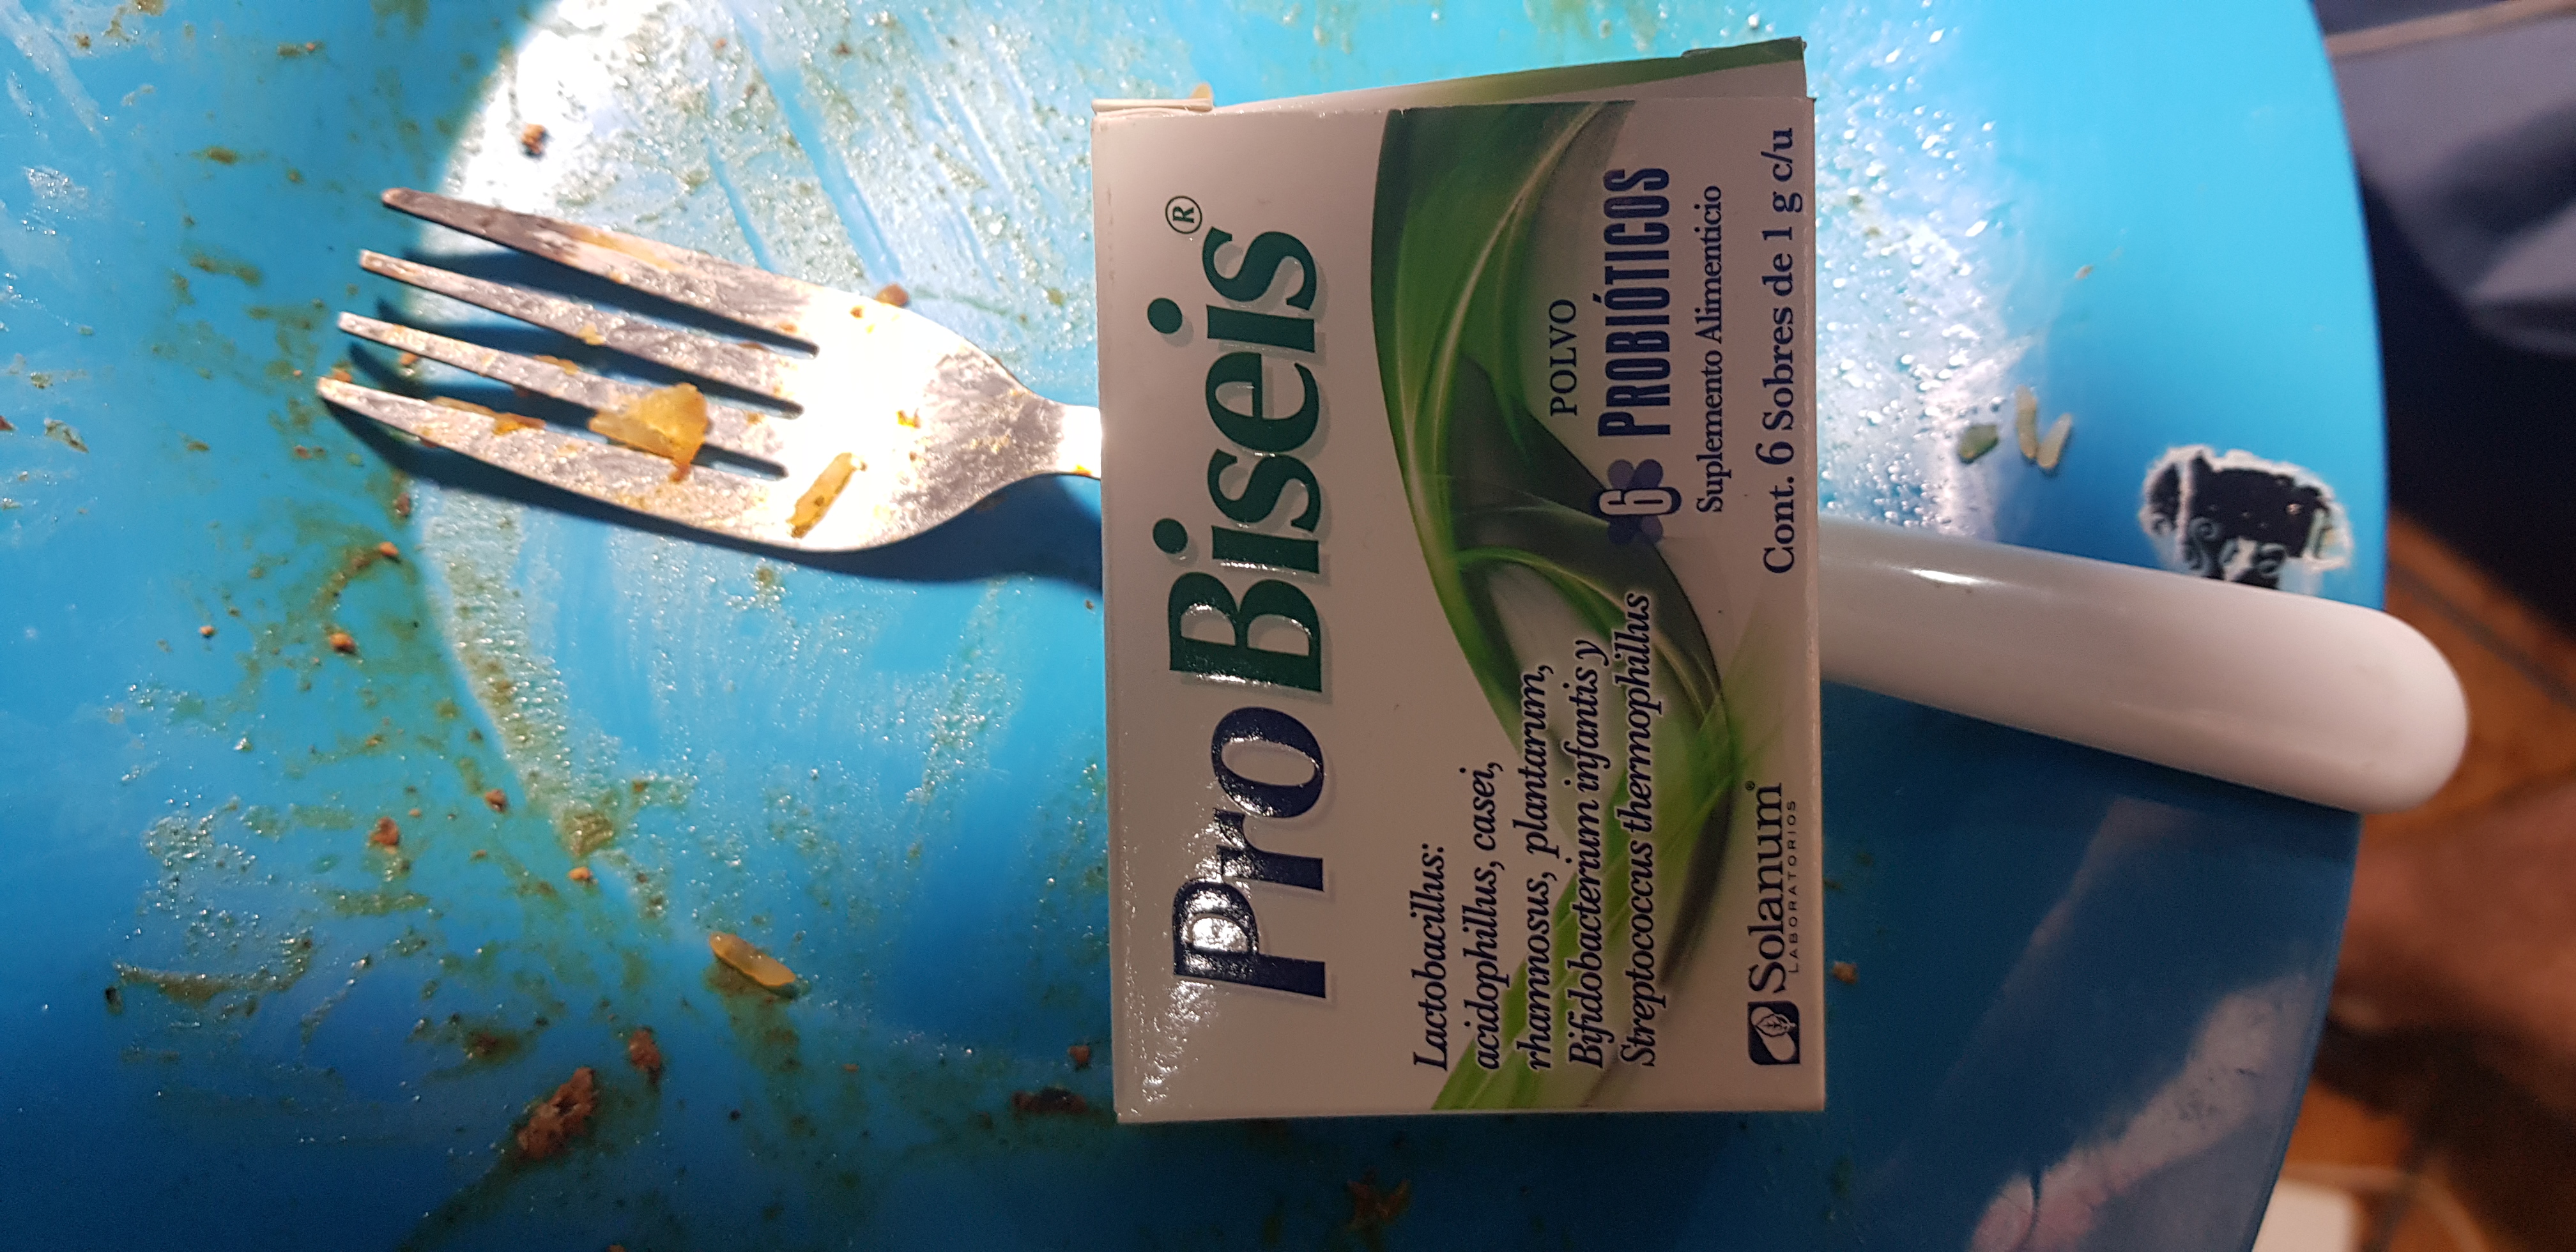 ProBiseis®
Lactobacillus:
acidophillus, casei,
rhamnosus, plantarum,
Bifidobacterium infantis y
Streptococcus thermophillus
POLVO
6 PROBIÓTICOS
Suplemento Alimenticio
Solanum®
LABORATORIOS
Cont. 6 Sobres de 1 g c/u